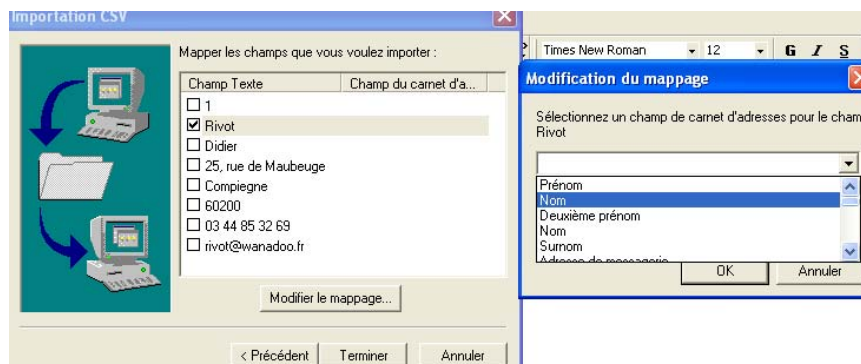 Importation CSV
Mapper les champs que vous voulez importer :
Champ Texte Champ du carnet d'a...
1
Rivot
Didier
25, rue de Maubeuge
Compiegne
60200
03 44 85 32 69
rivot@wanadoo.fr
Modifier le mappage...
< Précédent Terminer Annuler
Times New Roman 12 G I S
Modification du mappage
Sélectionnez un champ de carnet d'adresses pour le cham
Rivot
Prénom
Nom
Deuxième prénom
Nom
Surnom
Adresse de messagerie
OK Annuler